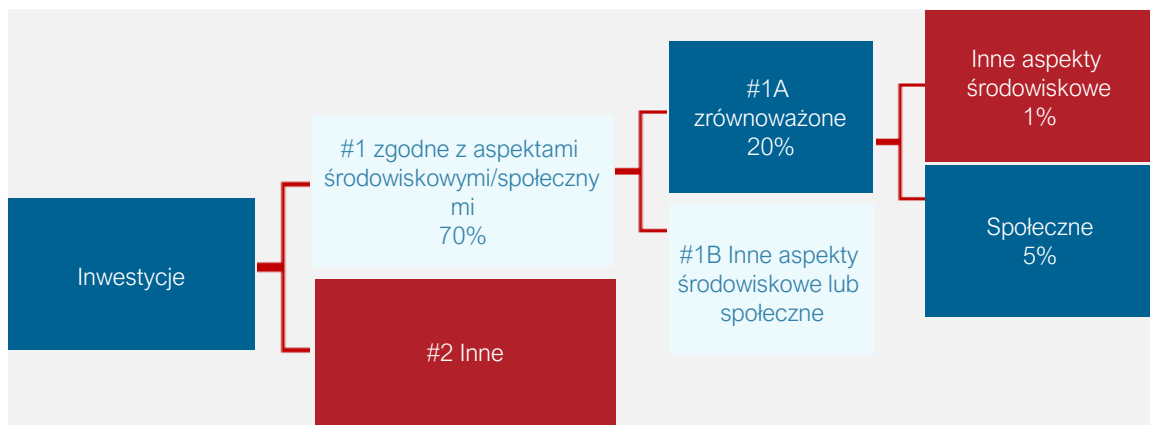 Inwestycje
#1 zgodne z aspektami
środowiskowymi/społeczny
mi
70%
#2 Inne
#1A
zrównoważone
20%
#1B Inne aspekty
środowiskowe lub
społeczne
Inne aspekty
środowiskowe
1%
Społeczne
5%